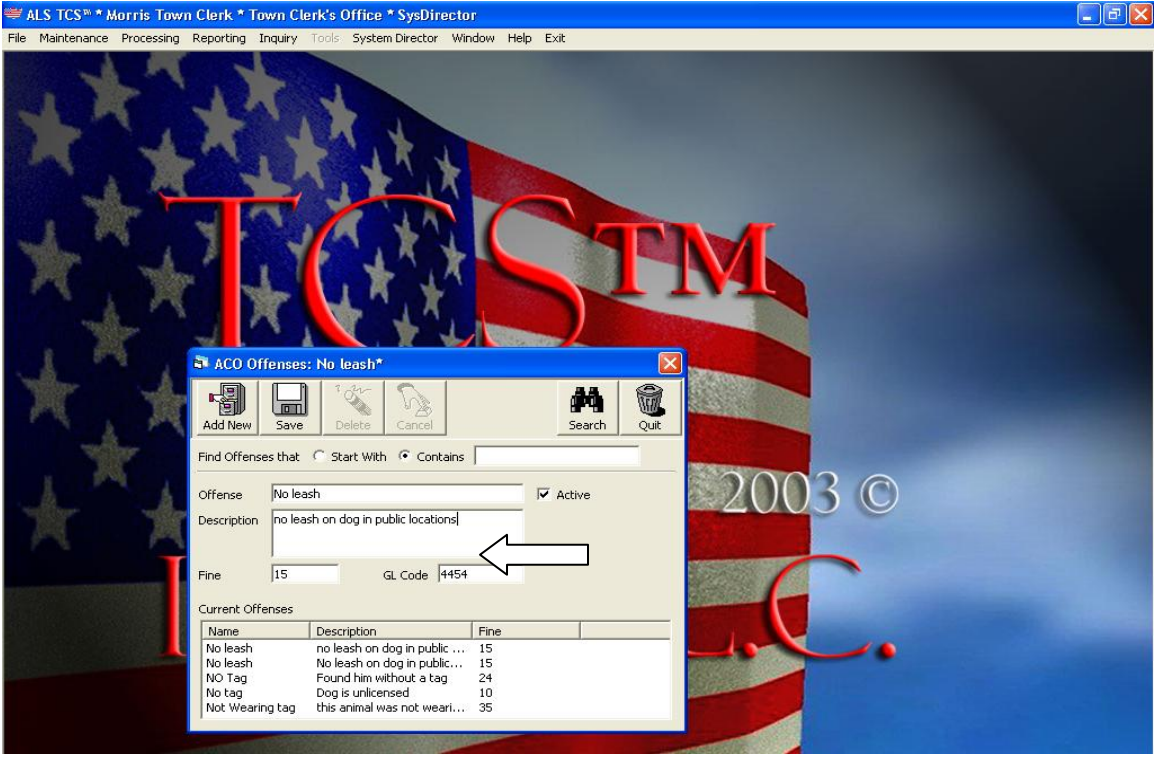 ALS TCS™ * Morris Town Clerk * Town Clerk's Office * SysDirector
File Maintenance Processing Reporting Inquiry Tools System Director Window Help Exit
TCS™
ACO Offenses: No leash*
Add New Save Delete Cancel Search Quit
Find Offenses that Start With Contains
Offense No leash Active
2003 ©
Description no leash on dog in public locations
Fine 15 GL Code 4454
L.C.
Current Offenses
Name Description Fine
No leash no leash on dog in public ... 15
No leash No leash on dog in public... 15
NO Tag Found him without a tag 24
No tag Dog is unlicensed 10
Not Wearing tag this animal was not weari... 35